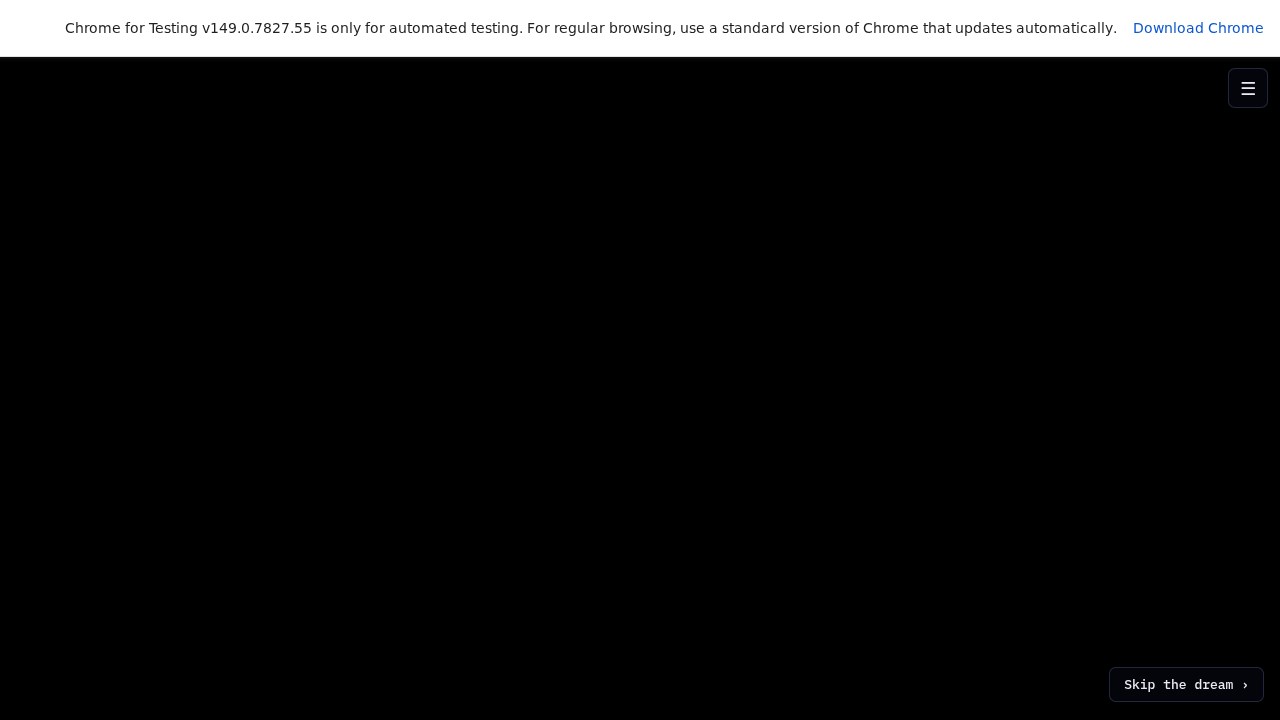 Chrome for Testing v149.0.7827.55 is only for automated testing. For regular browsing, use a standard version of Chrome that updates automatically. Download Chrome
☰
Skip the dream ›